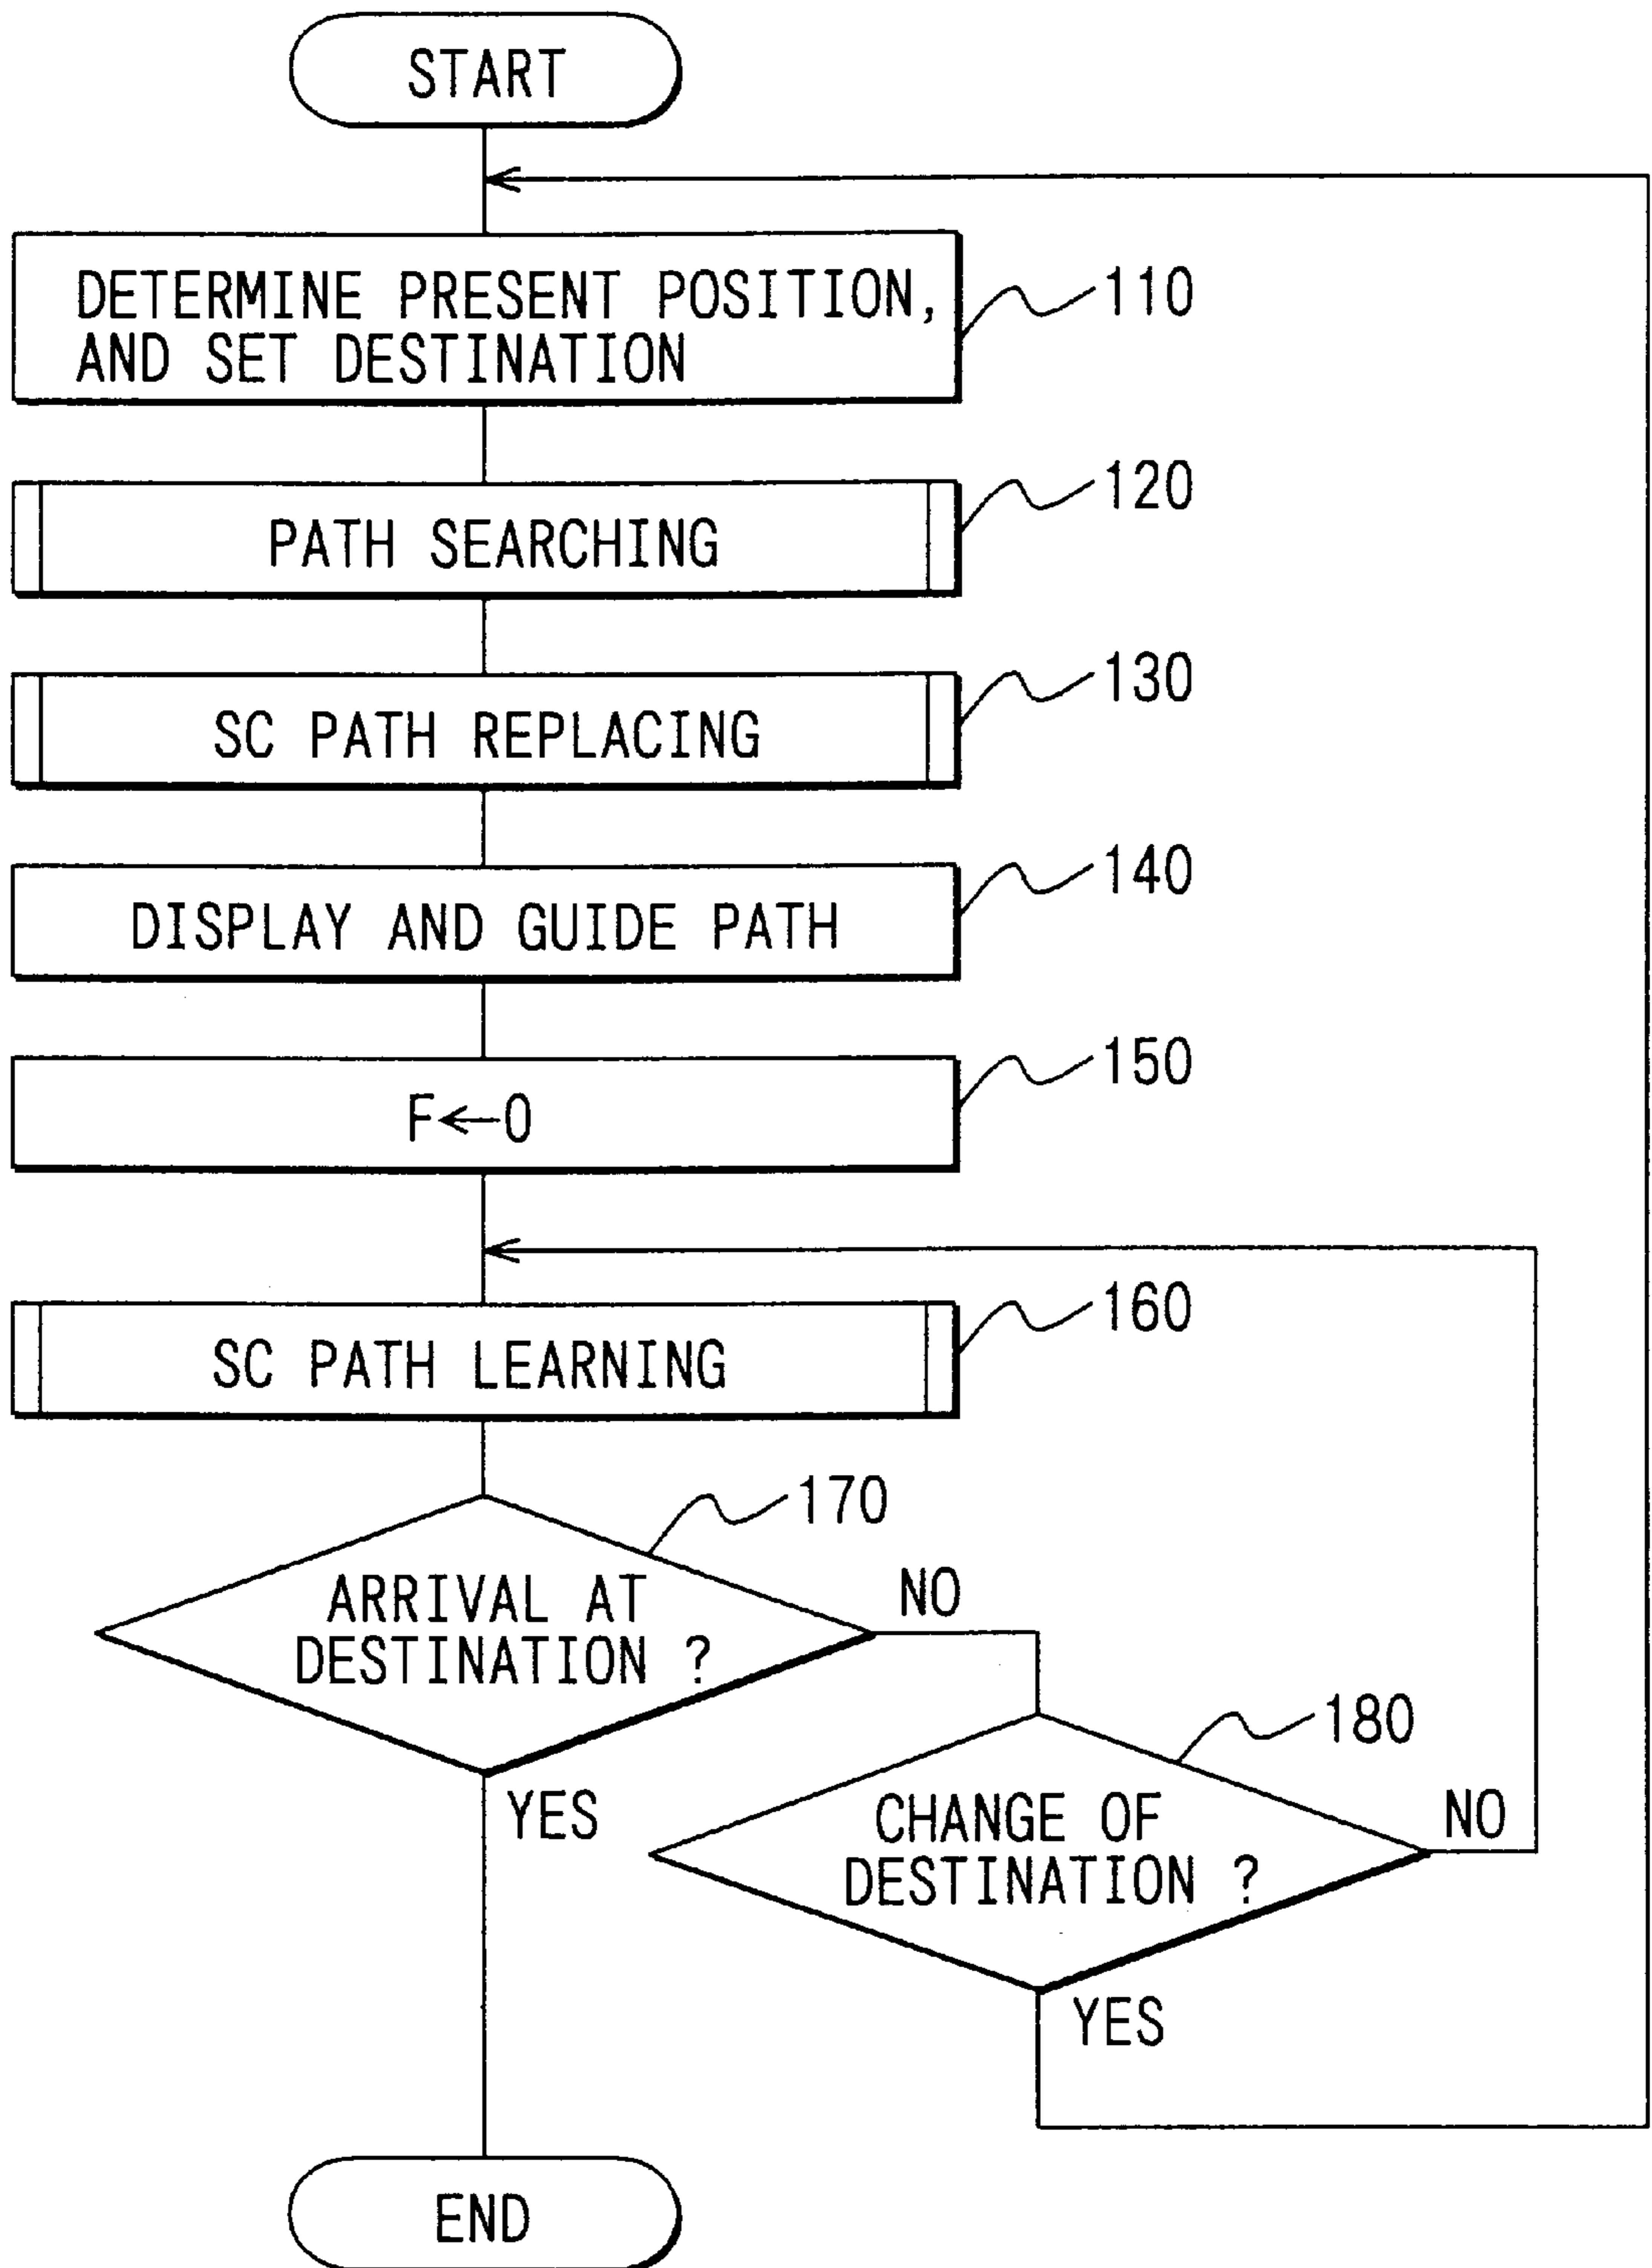 START
DETERMINE PRESENT POSITION,
AND SET DESTINATION
110
PATH SEARCHING
120
SC PATH REPLACING
130
DISPLAY AND GUIDE PATH
140
F←0
150
SC PATH LEARNING
160
170
ARRIVAL AT
DESTINATION ?
NO
YES
180
CHANGE OF
DESTINATION ?
NO
YES
END